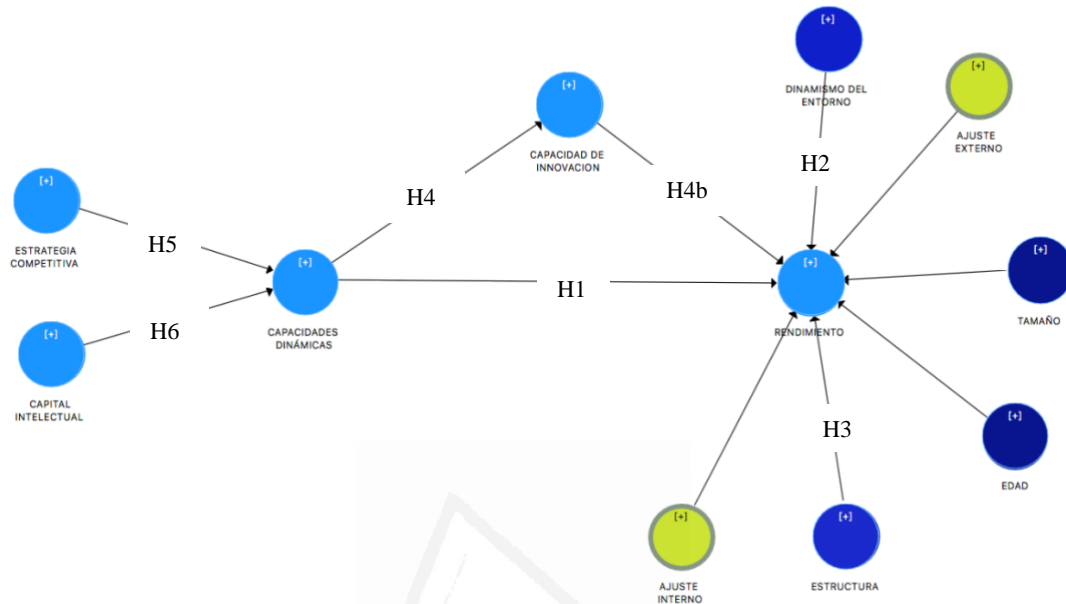 [+]
DINAMISMO DEL
ENTORNO
[+]
AJUSTE
EXTERNO
[+]
CAPACIDAD DE
INNOVACION
H2
[+]
ESTRATEGIA
COMPETITIVA
H4
H4b
H5
[+]
CAPACIDADES
DINÁMICAS
H1
[+]
RENDIMIENTO
[+]
TAMAÑO
H6
[+]
CAPITAL
INTELECTUAL
H3
[+]
EDAD
[+]
AJUSTE
INTERNO
[+]
ESTRUCTURA